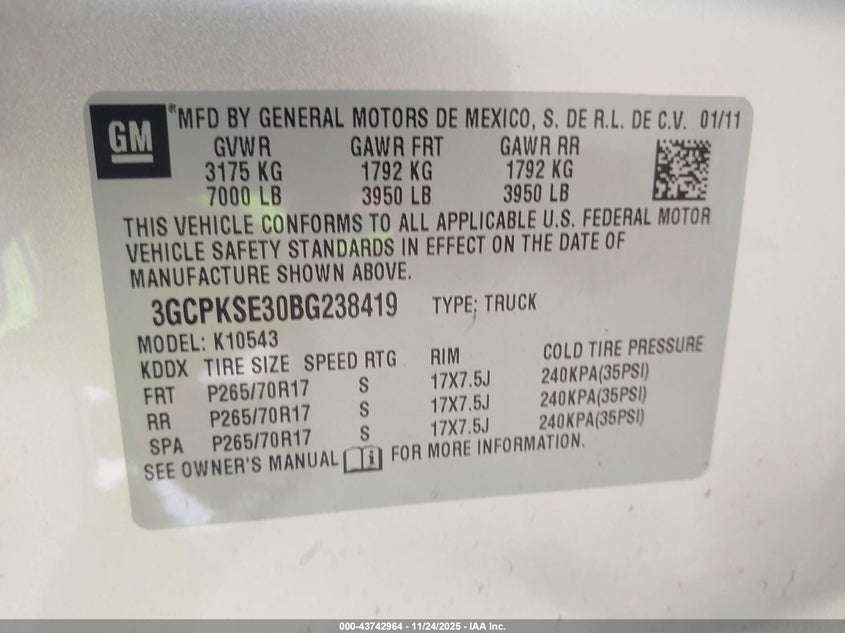 GM
*MFD BY GENERAL MOTORS DE MEXICO, S. DE R.L. DE C.V. 01/11
GVWR GAWR FRT GAWR RR
3175 KG 1792 KG 1792 KG
7000 LB 3950 LB 3950 LB
THIS VEHICLE CONFORMS TO ALL APPLICABLE U.S. FEDERAL MOTOR
VEHICLE SAFETY STANDARDS IN EFFECT ON THE DATE OF
MANUFACTURE SHOWN ABOVE.
3GCPKSE30BG238419 TYPE: TRUCK
MODEL: K10543
KDDX TIRE SIZE SPEED RTG RIM COLD TIRE PRESSURE
FRT P265/70R17 S 17X7.5J 240KPA(35PSI)
RR P265/70R17 S 17X7.5J 240KPA(35PSI)
SPA P265/70R17 S 17X7.5J 240KPA(35PSI)
SEE OWNER'S MANUAL i FOR MORE INFORMATION.
000-43742964 - 11/24/2025 - IAA Inc.